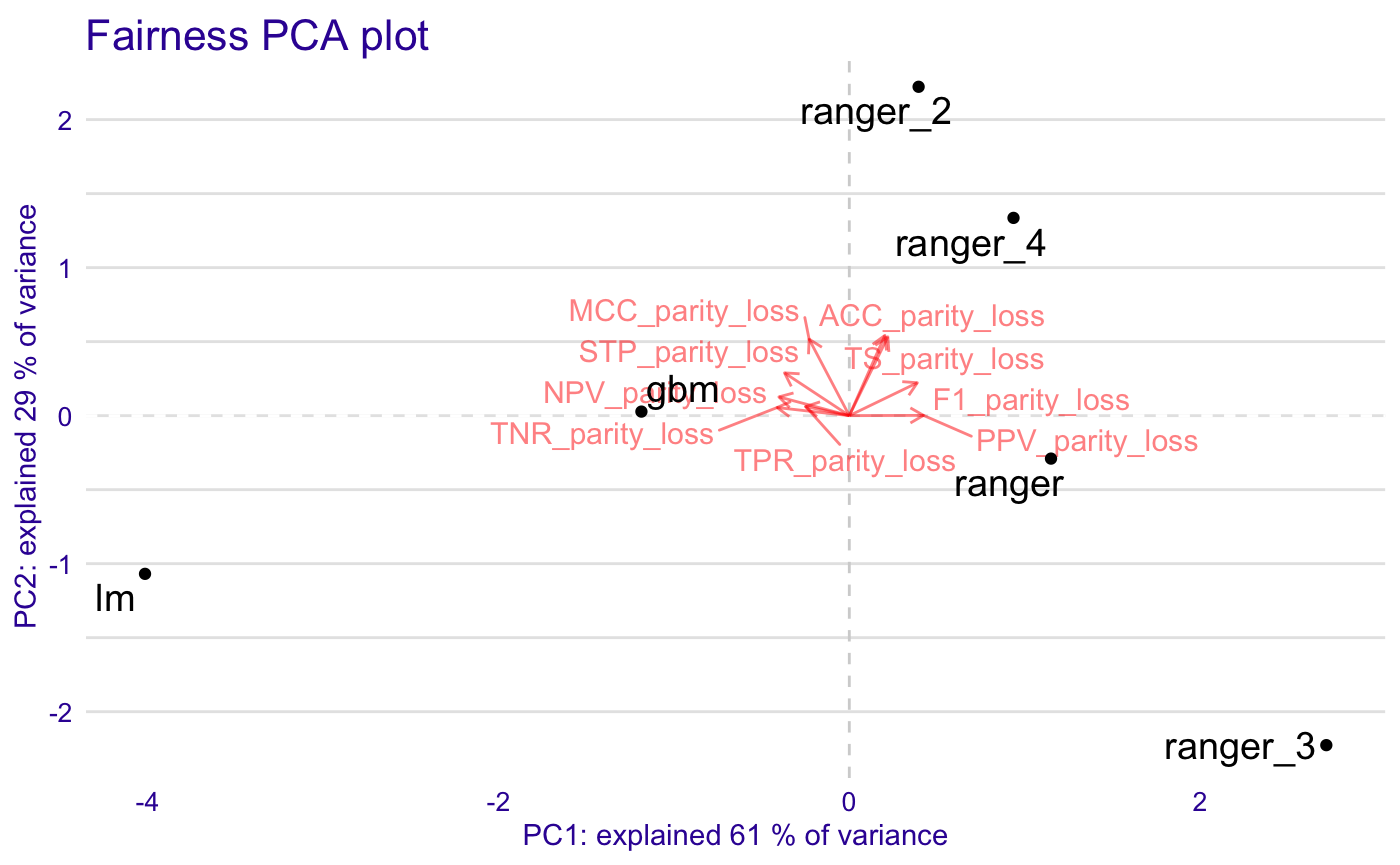 Fairness PCA plot
PC2: explained 29 % of variance
2
1
0
-1
-2
ranger_2
ranger_4
MCC_parity_loss
ACC_parity_loss
STP_parity_loss
TS_parity_loss
NPV_parity_loss
gbm
F1_parity_loss
TNR_parity_loss
PPV_parity_loss
TPR_parity_loss
ranger
lm
ranger_3
-4
-2
0
2
PC1: explained 61 % of variance